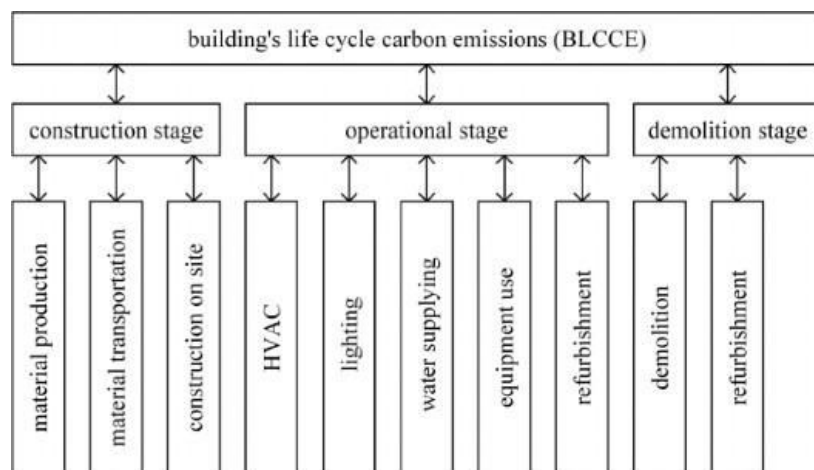 building's life cycle carbon emissions (BLCCE)
construction stage
operational stage
demolition stage
material production
material transportation
construction on site
HVAC
lighting
water supplying
equipment use
refurbishment
demolition
refurbishment